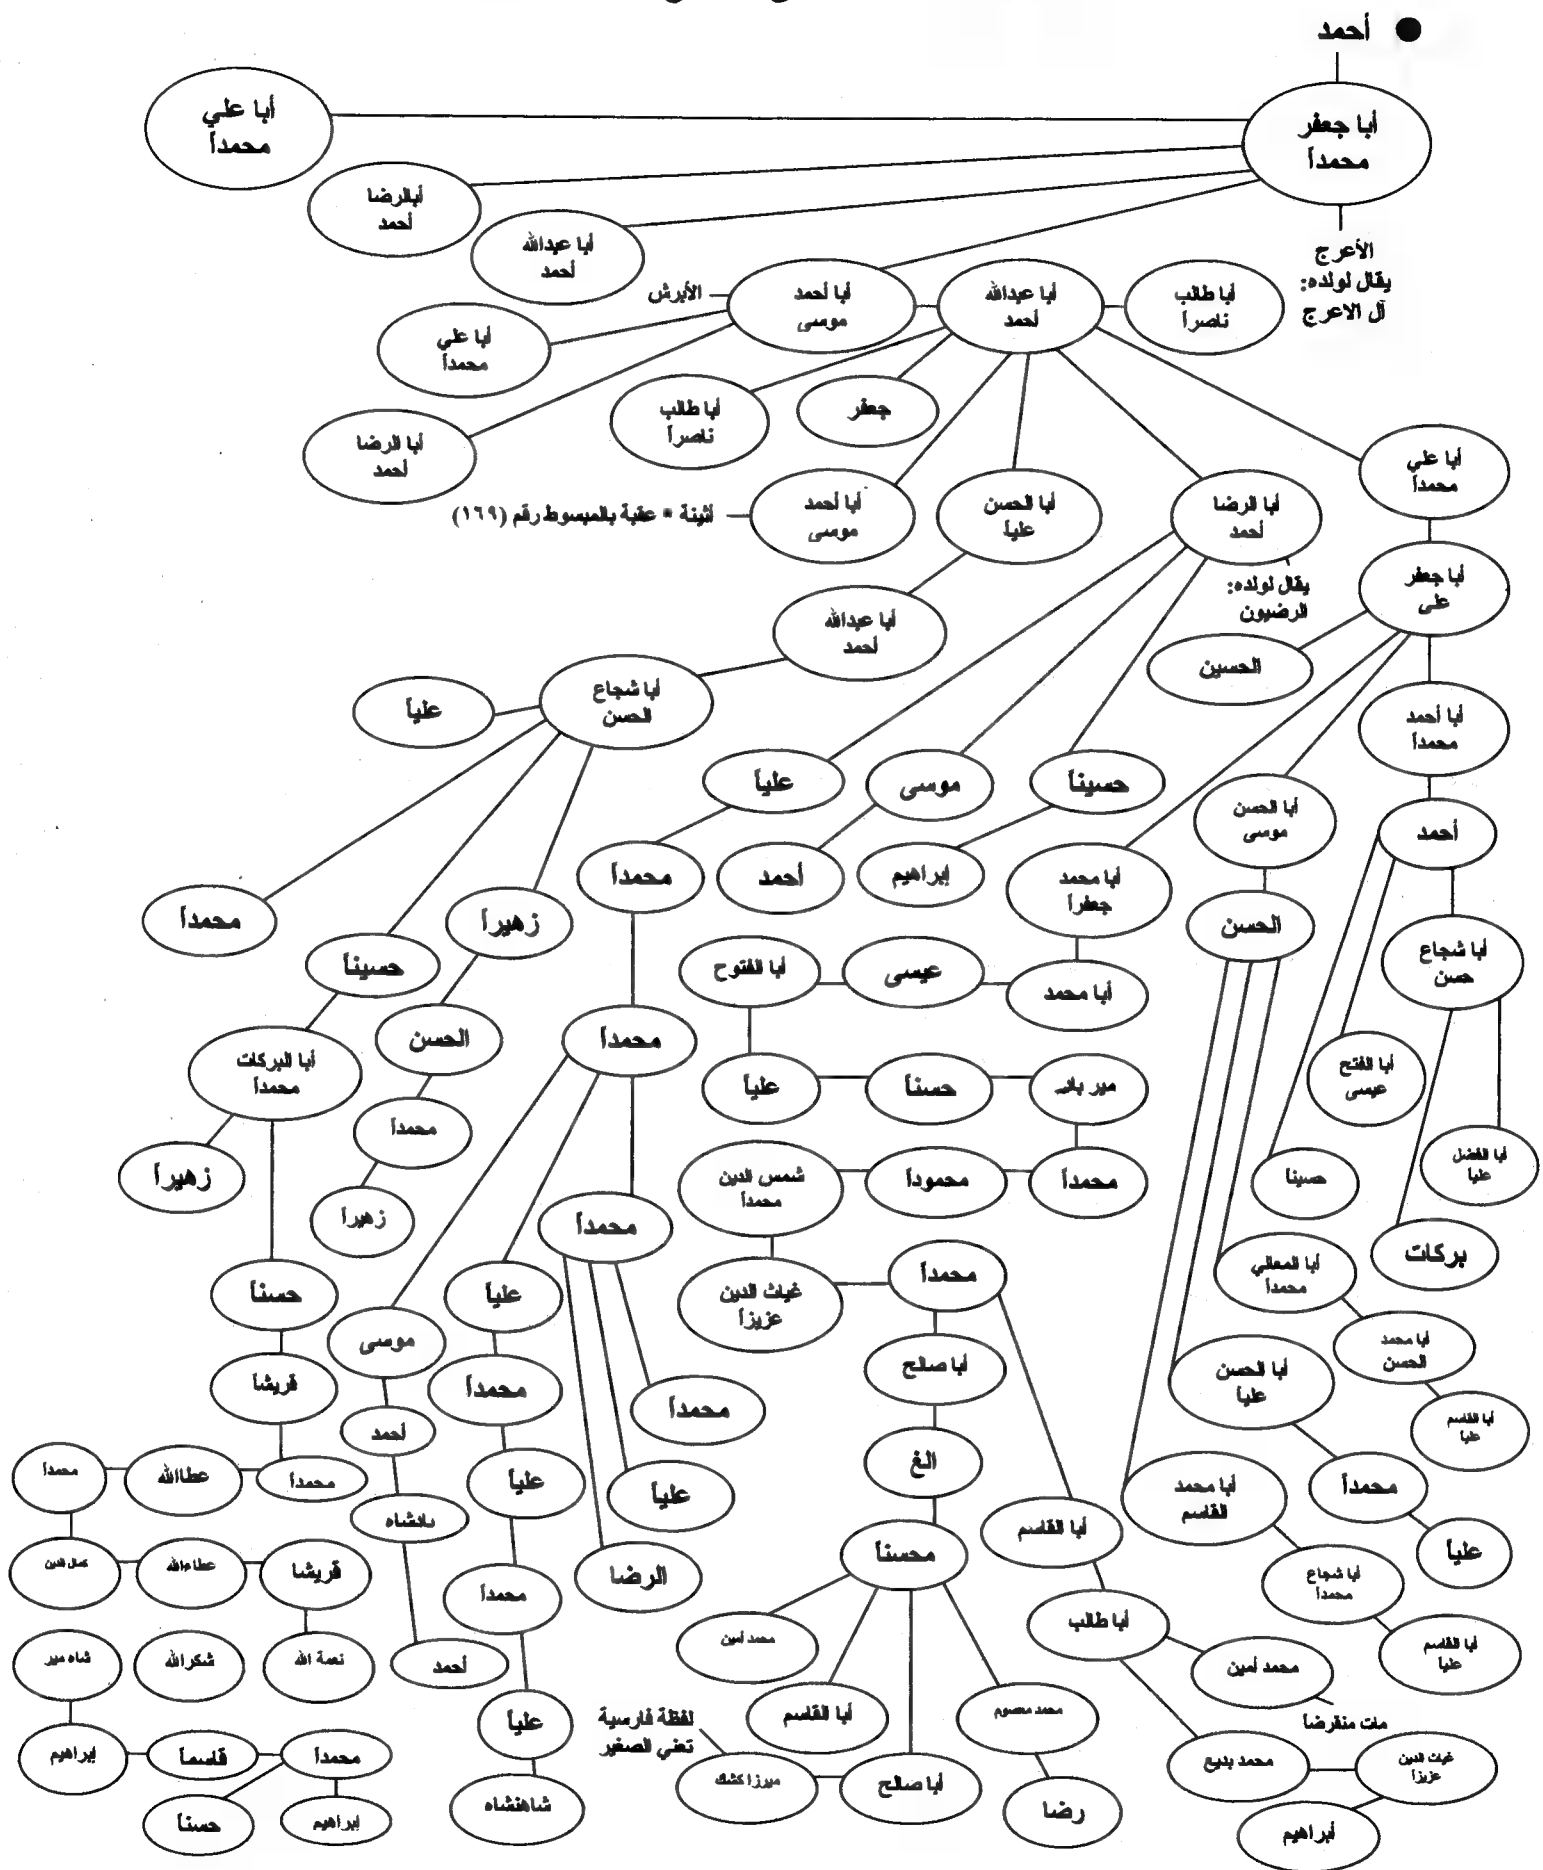 أحمد
أبا جعفر
محمداً
أبا علي
محمداً
أبالرضا
أحمد
أبا عبدالله
أحمد
الأعرج
يقال لولده:
آل الاعرج
أبا طالب
ناصراً
أبا عبدالله
أحمد
أبا أحمد
موسى
الأبرش
أبا علي
محمداً
أبا الرضا
أحمد
أبا طالب
ناصراً
جعفر
أبا علي
محمداً
أبا الرضا
أحمد
أبا الحسن
علياً
أبا أحمد
موسى
أثينة * عقبة بالمبسوط رقم (١٦٩)
يقال لولده:
الرضيون
أبا جعفر
على
أبا عبدالله
أحمد
الحسين
أبا شجاع
الحسن
علياً
أبا أحمد
محمداً
حسيناً
موسى
علياً
أبا الحسن
موسى
أحمد
أبا محمد
جعفراً
إبراهيم
أحمد
محمداً
زهيراً
محمداً
الحسن
أبا شجاع
حسن
حسيناً
أبا محمد
عيسى
أبا الفتوح
محمداً
الحسن
أبا البركات
محمداً
أبا الفتح
عيسى
حسناً
علياً
محمداً
زهيراً
أبا الفضل
علياً
حسيناً
محمداً
محموداً
شمس الدين
محمداً
زهيراً
محمداً
بركات
أبا المعالي
محمداً
محمداً
غياث الدين
عزيزاً
علياً
حسناً
موسى
أبا محمد
الحسن
أبا الحسن
علياً
أبا صالح
محمداً
قريشا
محمداً
أحمد
أبا القاسم
علياً
الغ
علياً
علياً
محمداً
عطاالله
محمداً
محمداً
أبا محمد
القاسم
أبا القاسم
علياً
محسناً
الرضا
قريشا
عطاءالله
كمال الدين
أبا شجاع
محمداً
محمداً
أبا طالب
محمد أمين
نعمة الله
شكرالله
شاه مير
أحمد
أبا القاسم
علياً
محمد أمين
مات منقرضاً
محمد معصوم
أبا القاسم
لفظة فارسية
تعني الصغير
علياً
محمد بديع
غياث الدين
عزيزاً
أبا صالح
ميرزا كشك
محمداً
قاسماً
إبراهيم
رضا
شاهنشاه
إبراهيم
حسناً
أبراهيم